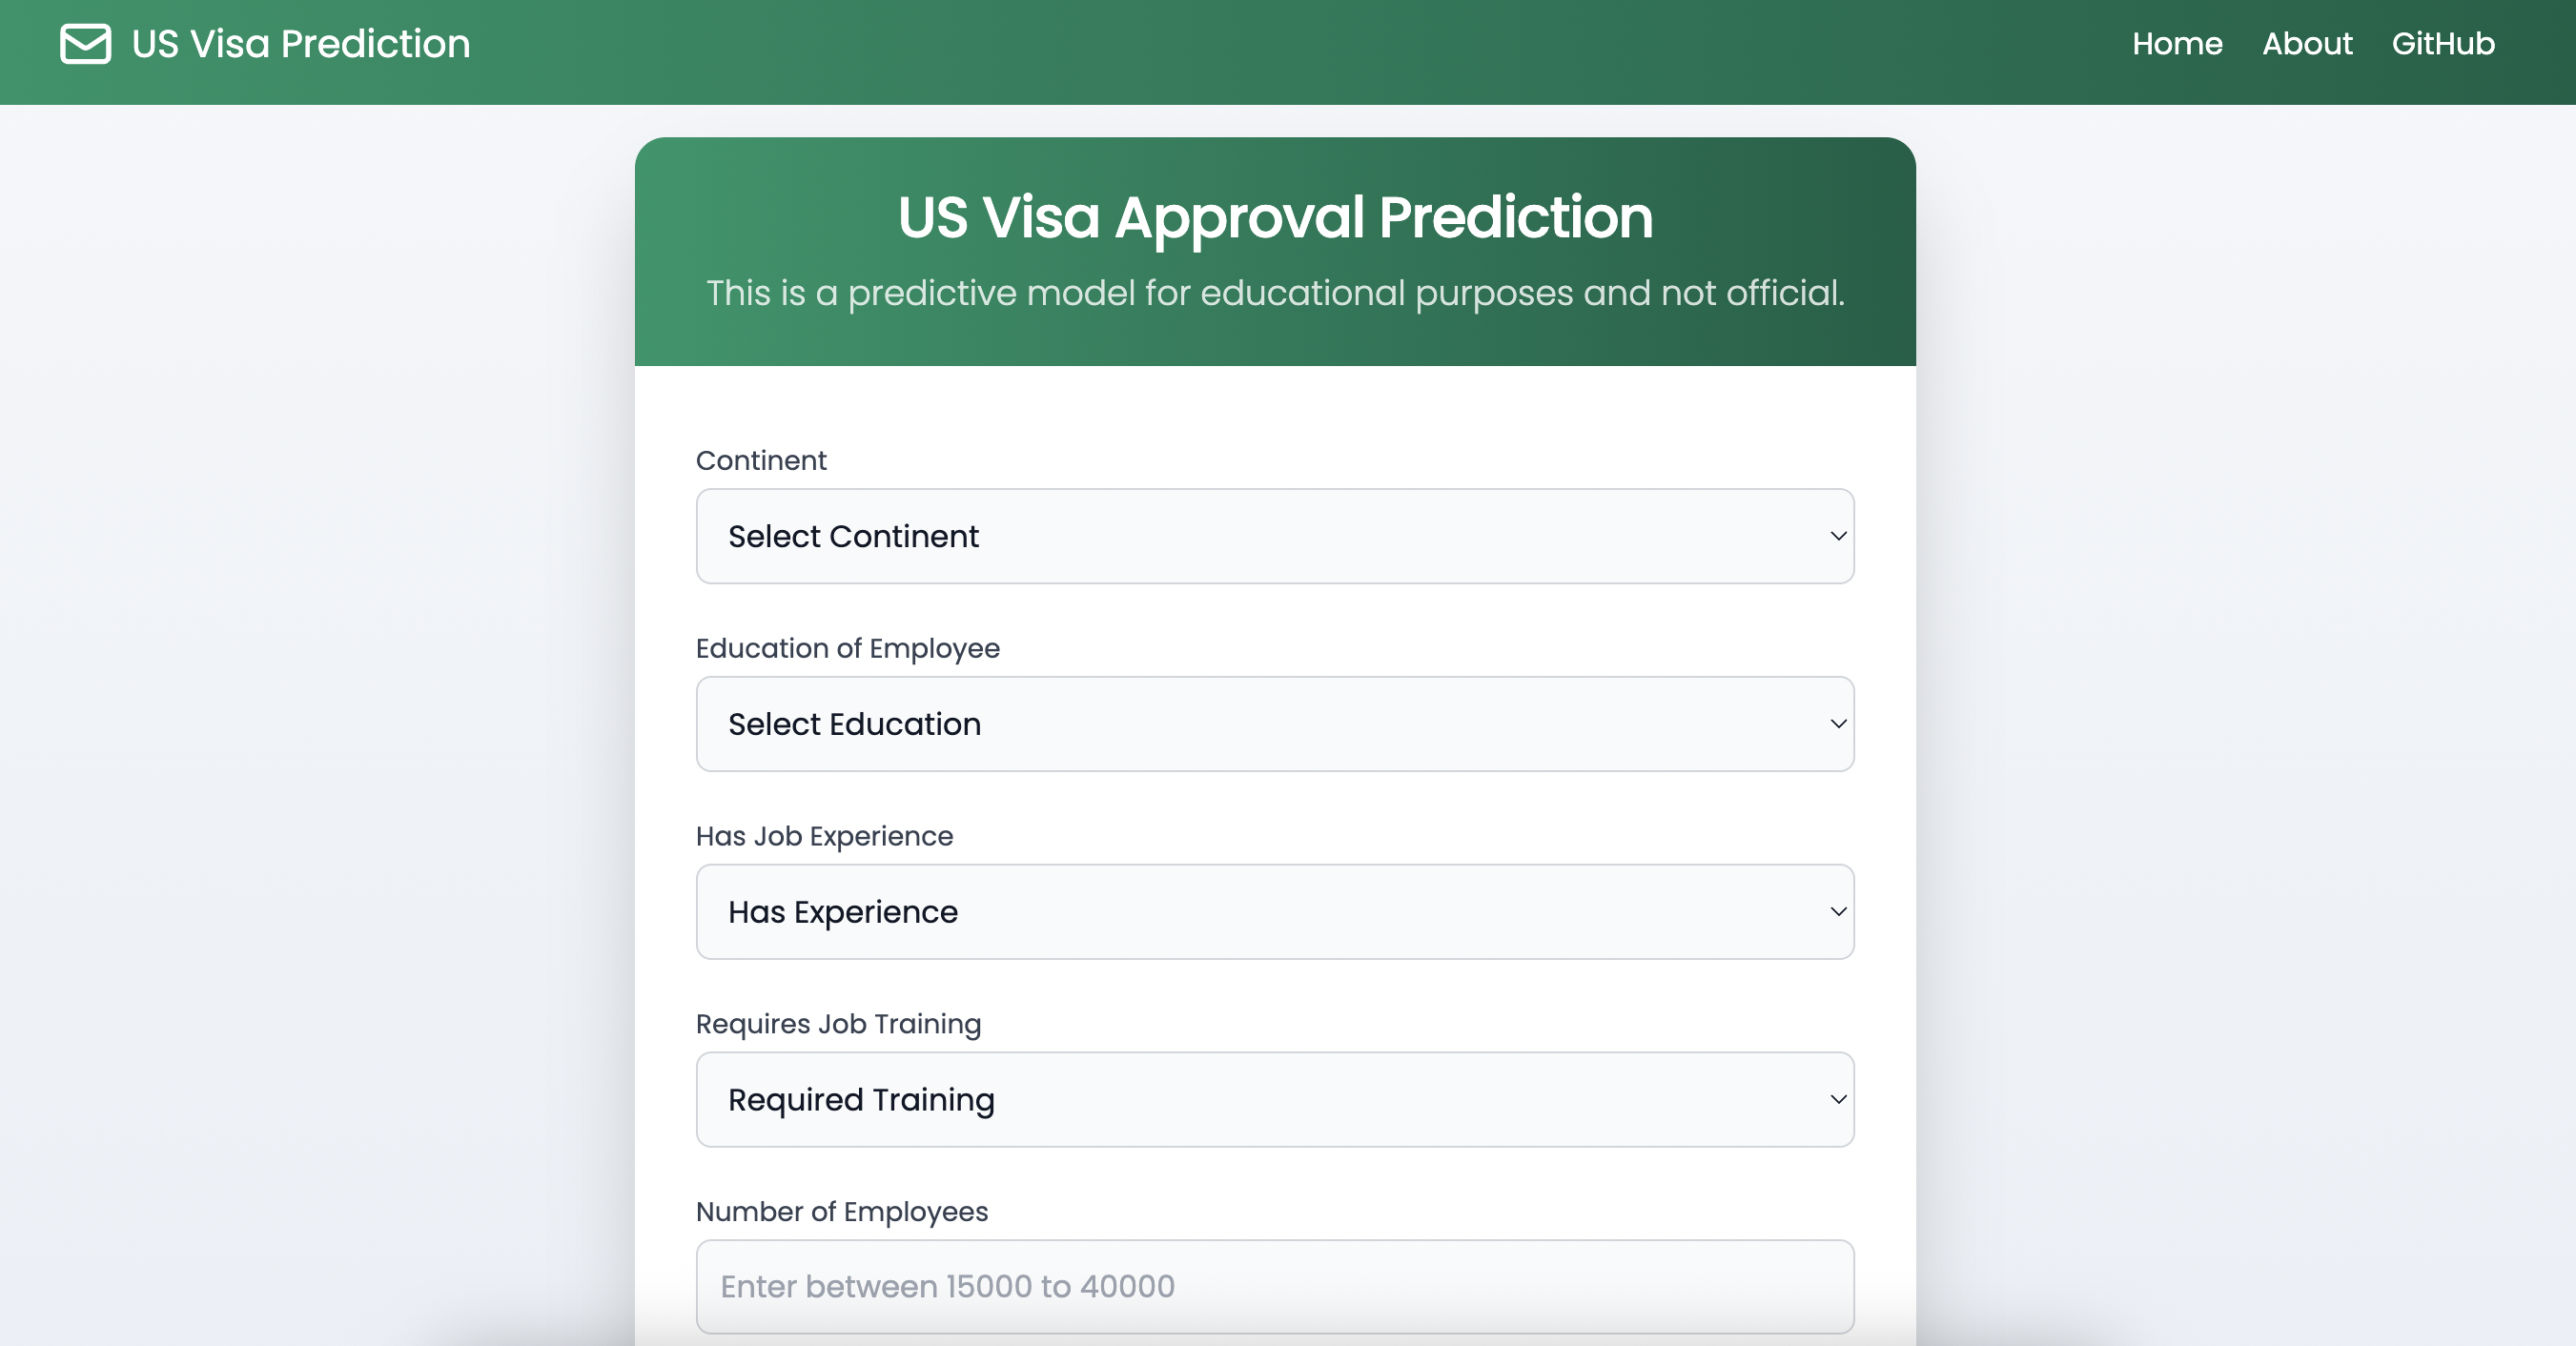 US Visa Prediction
Home About GitHub
US Visa Approval Prediction
This is a predictive model for educational purposes and not official.
Continent
Select Continent
Education of Employee
Select Education
Has Job Experience
Has Experience
Requires Job Training
Required Training
Number of Employees
Enter between 15000 to 40000